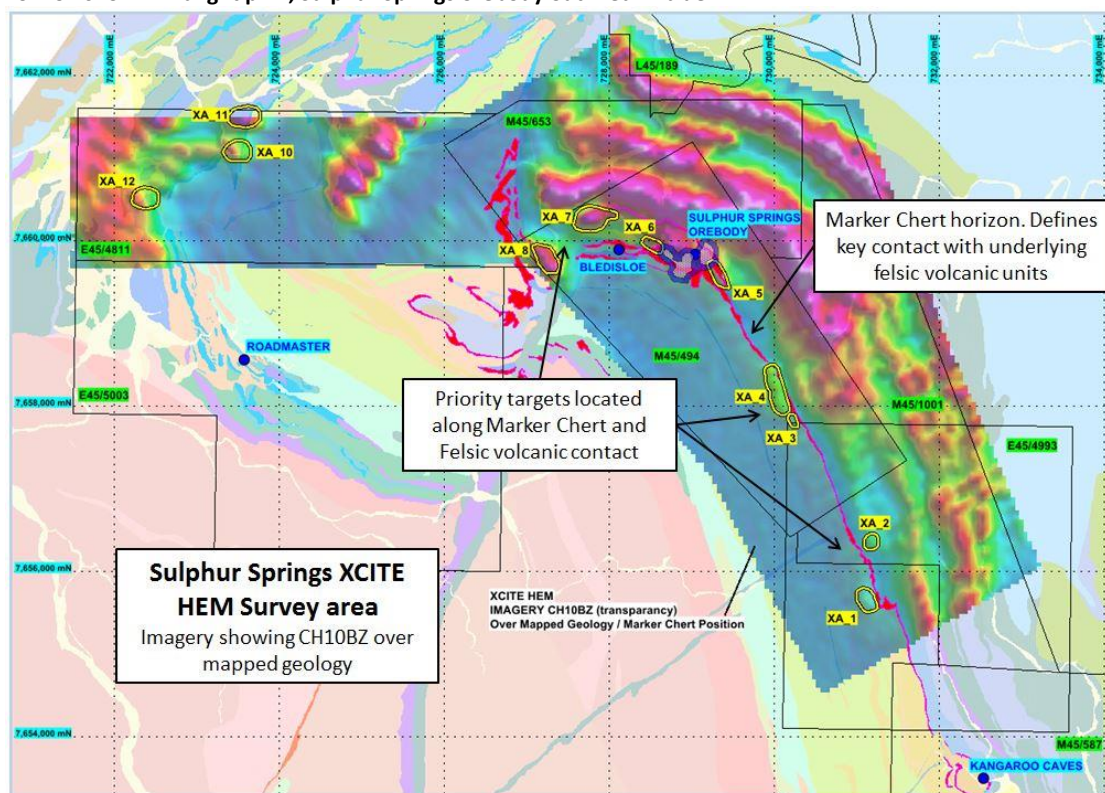 722,000 mE
724,000 mE
726,000 mE
728,000 mE
730,000 mE
732,000 mE
7,662,000 mN
L45/189
XA_11
M45/653
XA_10
XA_12
XA_7
XA_6
SULPHUR SPRINGS
OREBODY
Marker Chert horizon. Defines
key contact with underlying
felsic volcanic units
7,660,000 mN
E45/4811
XA_8
BLEDISLOE
XA_5
ROADMASTER
M45/494
E45/5003
7,658,000 mN
Priority targets located
along Marker Chert and
Felsic volcanic contact
XA_4
M45/1001
XA_3
E45/4993
XA_2
7,656,000 mN
Sulphur Springs XCITE
HEM Survey area
Imagery showing CH10BZ over
mapped geology
XCITE HEM
IMAGERY CH10BZ (transparency)
Over Mapped Geology / Marker Chert Position
XA_1
7,654,000 mN
M45/587
KANGAROO CAVES